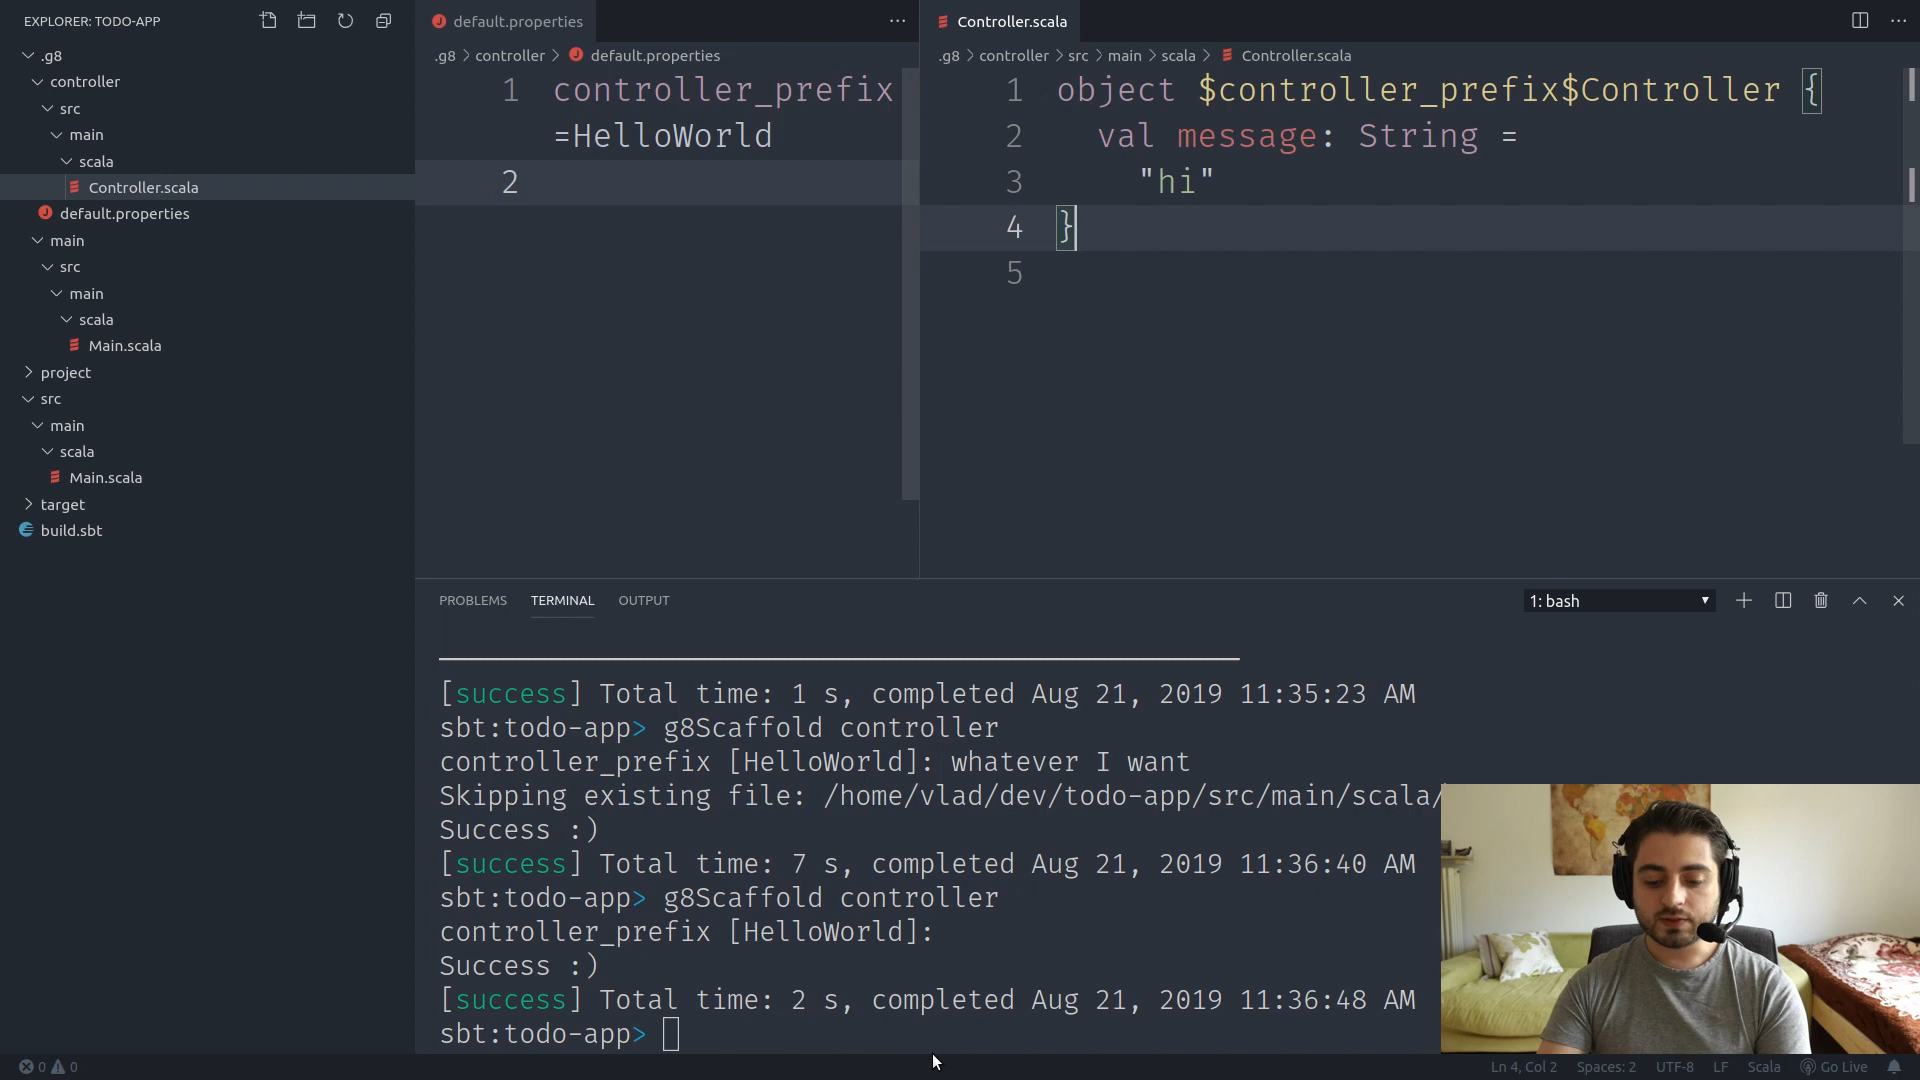 EXPLORER: TODO-APP
.g8
controller
src
main
scala
Controller.scala
default.properties
main
src
main
scala
Main.scala
project
src
main
scala
Main.scala
target
build.sbt
default.properties
.g8 > controller > default.properties
1 controller_prefix
=HelloWorld
2
Controller.scala
.g8 > controller > src > main > scala > Controller.scala
1 object $controller_prefix$Controller {
2 val message: String =
3 "hi"
4 }
5
PROBLEMS TERMINAL OUTPUT
1: bash
[success] Total time: 1 s, completed Aug 21, 2019 11:35:23 AM
sbt:todo-app> g8Scaffold controller
controller_prefix [HelloWorld]: whatever I want
Skipping existing file: /home/vlad/dev/todo-app/src/main/scala/
Success :)
[success] Total time: 7 s, completed Aug 21, 2019 11:36:40 AM
sbt:todo-app> g8Scaffold controller
controller_prefix [HelloWorld]:
Success :)
[success] Total time: 2 s, completed Aug 21, 2019 11:36:48 AM
sbt:todo-app>
0 0
Ln 4, Col 2 Spaces: 2 UTF-8 LF Scala Go Live